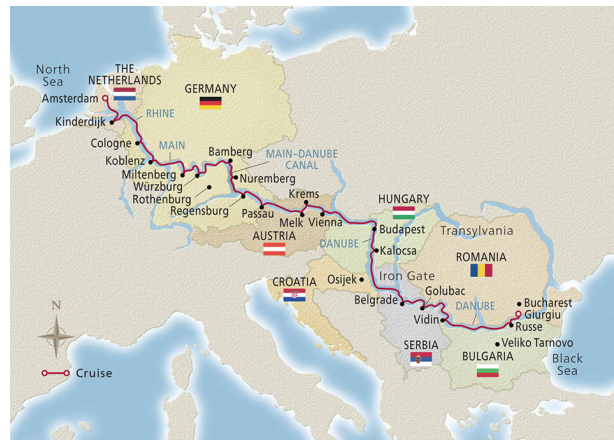 North
Sea
THE
NETHERLANDS
Amsterdam
Kinderdijk
RHINE
GERMANY
Cologne
Koblenz
MAIN
Bamberg
MAIN–DANUBE
CANAL
Miltenberg
Würzburg
Rothenburg
Nuremberg
Regensburg
Passau
Krems
Melk
Vienna
AUSTRIA
HUNGARY
Budapest
DANUBE
Kalocsa
Transylvania
ROMANIA
CROATIA
Osijek
Iron Gate
Belgrade
Golubac
DANUBE
Vidin
Bucharest
Giurgiu
Russe
SERBIA
Veliko Tarnovo
BULGARIA
Black
Sea
N
Cruise